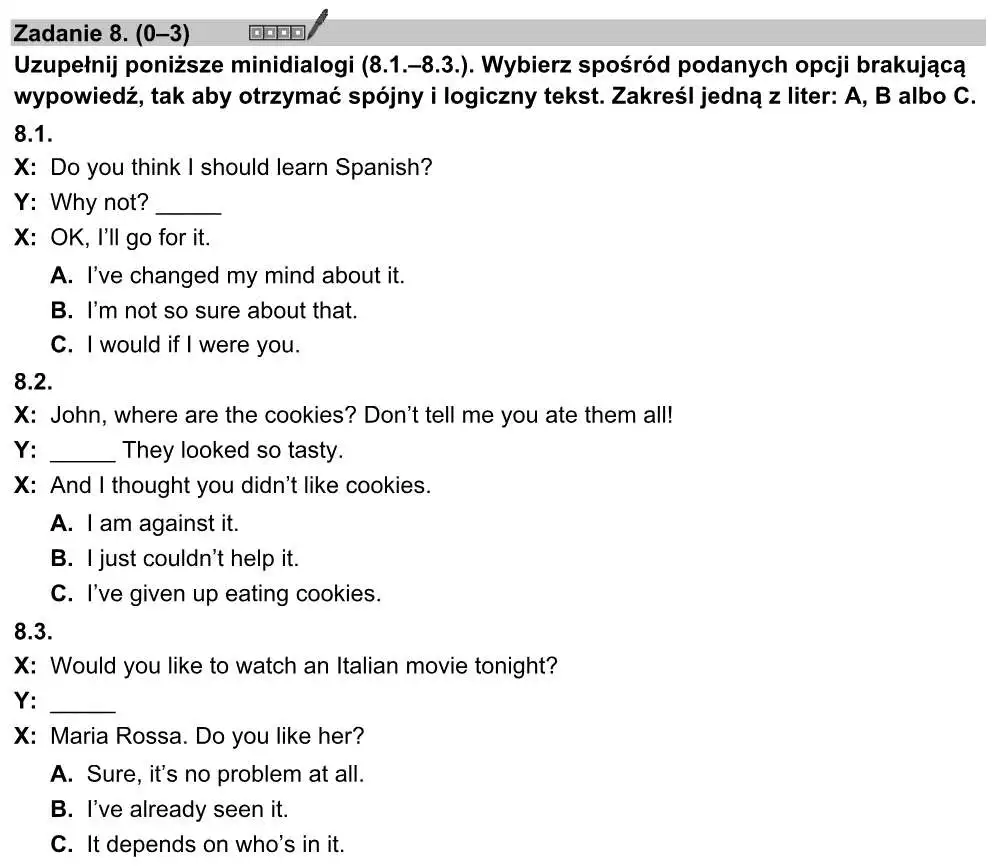 Zadanie 8. (0–3)
Uzupełnij poniższe minidialogi (8.1.–8.3.). Wybierz spośród podanych opcji brakującą
wypowiedź, tak aby otrzymać spójny i logiczny tekst. Zakreśl jedną z liter: A, B albo C.
8.1.
X: Do you think I should learn Spanish?
Y: Why not? _____
X: OK, I’ll go for it.
A. I’ve changed my mind about it.
B. I’m not so sure about that.
C. I would if I were you.
8.2.
X: John, where are the cookies? Don’t tell me you ate them all!
Y: _____ They looked so tasty.
X: And I thought you didn’t like cookies.
A. I am against it.
B. I just couldn’t help it.
C. I’ve given up eating cookies.
8.3.
X: Would you like to watch an Italian movie tonight?
Y: _____
X: Maria Rossa. Do you like her?
A. Sure, it’s no problem at all.
B. I’ve already seen it.
C. It depends on who’s in it.